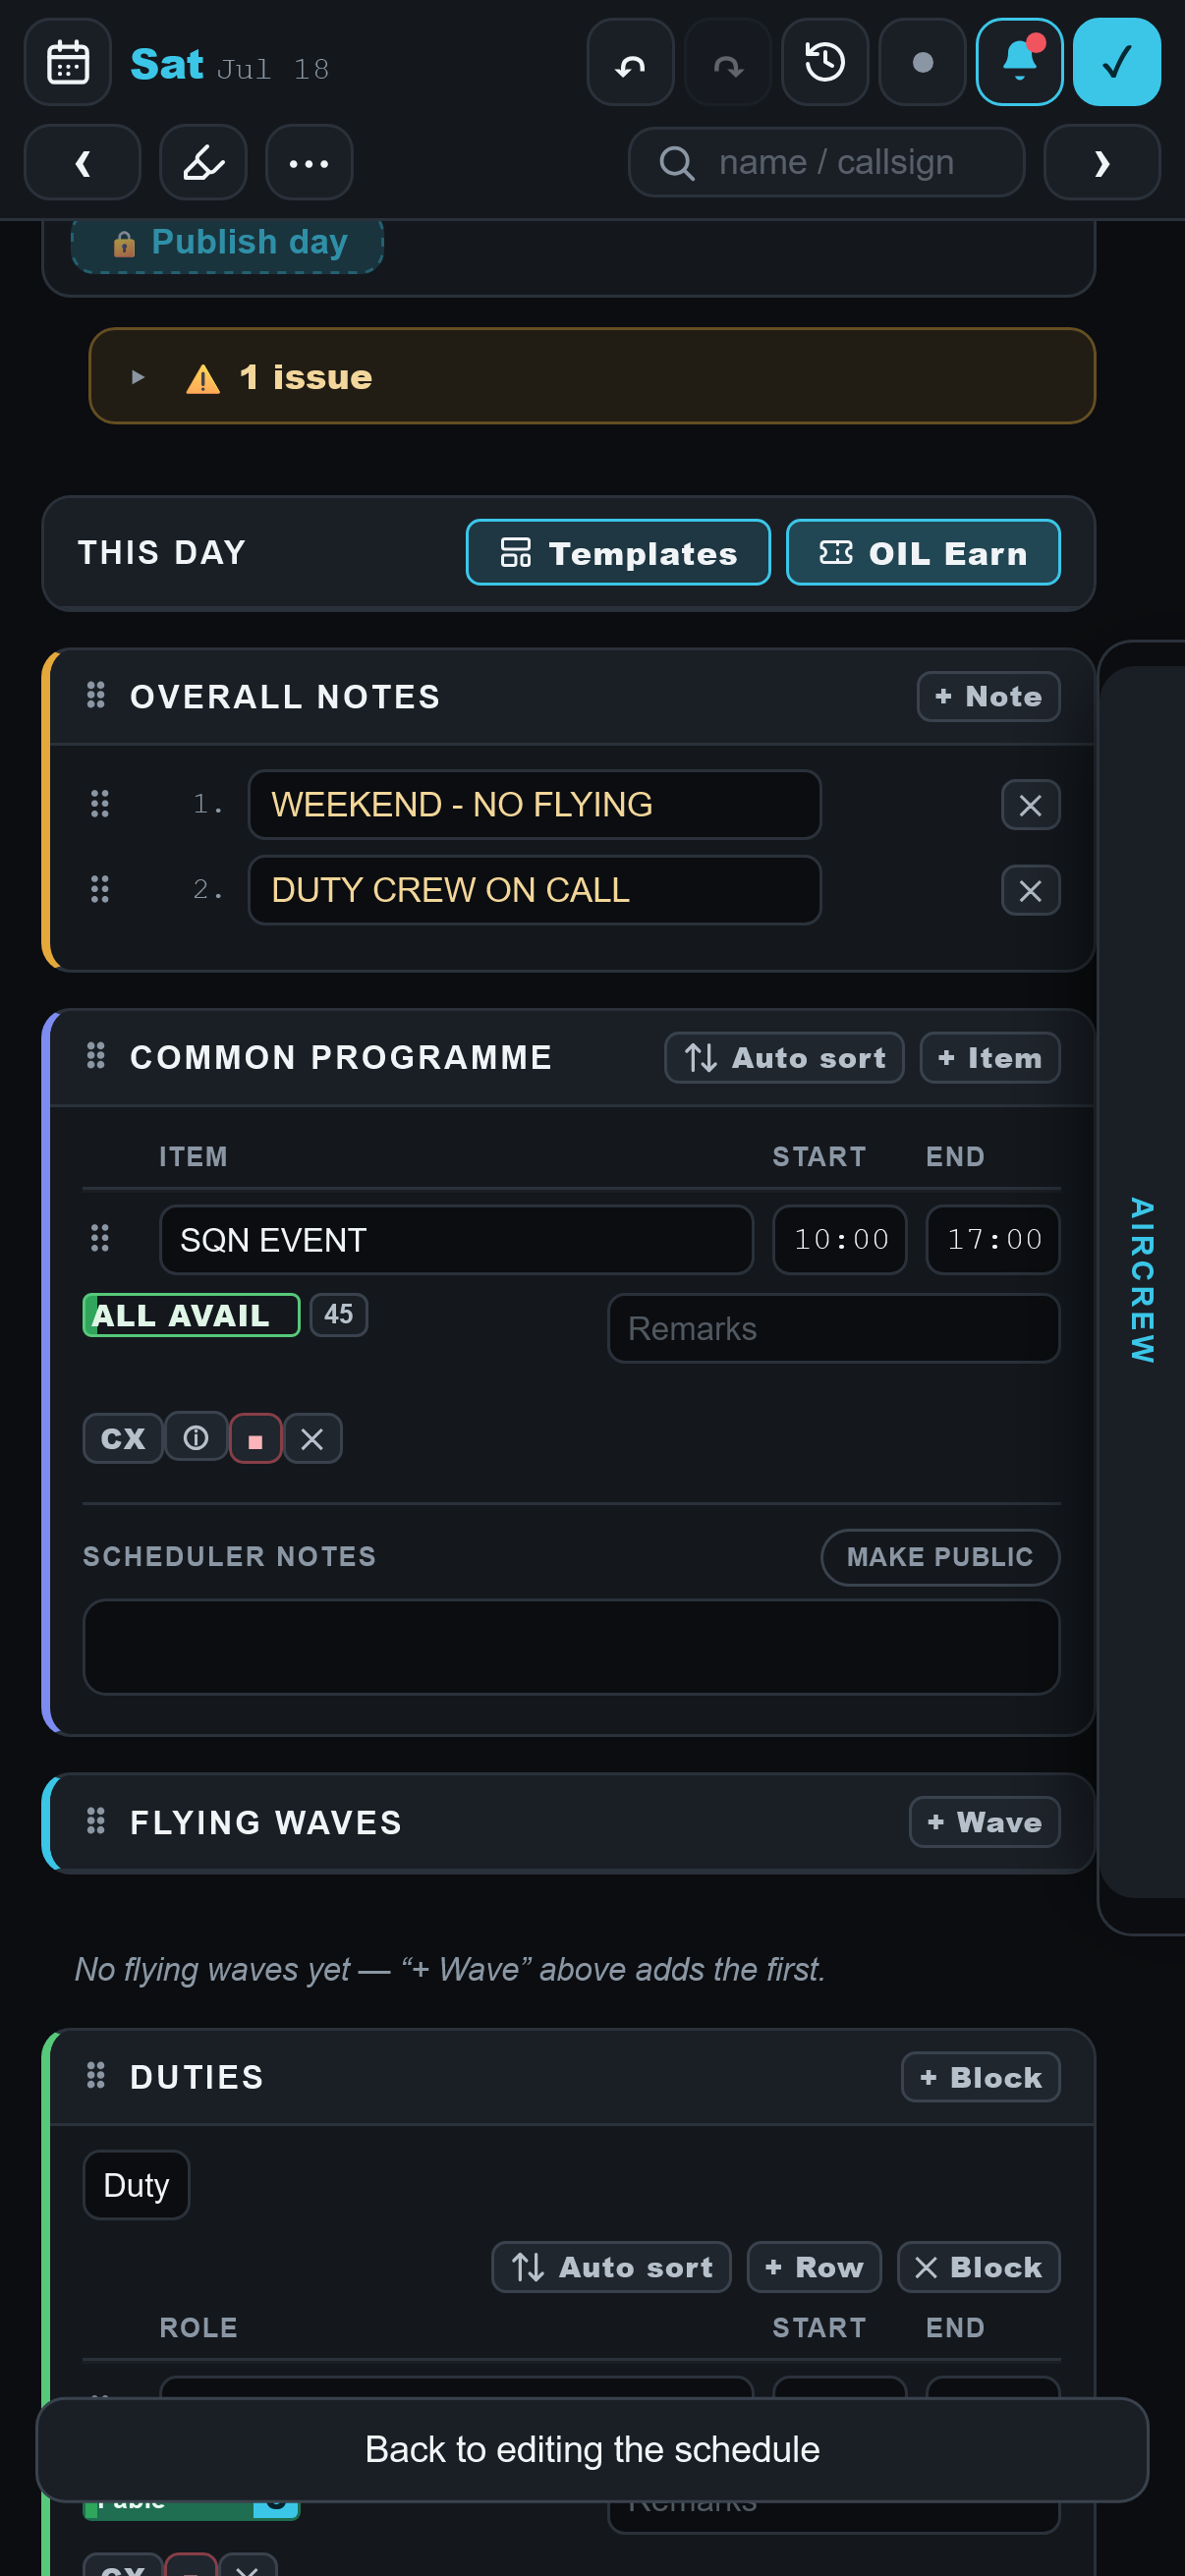 Sat Jul 18
name / callsign
Publish day
1 issue
THIS DAY
Templates
OIL Earn
OVERALL NOTES
+ Note
1. WEEKEND - NO FLYING
2. DUTY CREW ON CALL
COMMON PROGRAMME
Auto sort
+ Item
ITEM START END
SQN EVENT 10:00 17:00
ALL AVAIL 45 Remarks
CX
SCHEDULER NOTES
MAKE PUBLIC
AIRCREW
FLYING WAVES
+ Wave
No flying waves yet — “+ Wave” above adds the first.
DUTIES
+ Block
Duty
Auto sort
+ Row
× Block
ROLE START END
Back to editing the schedule
Remarks
CX